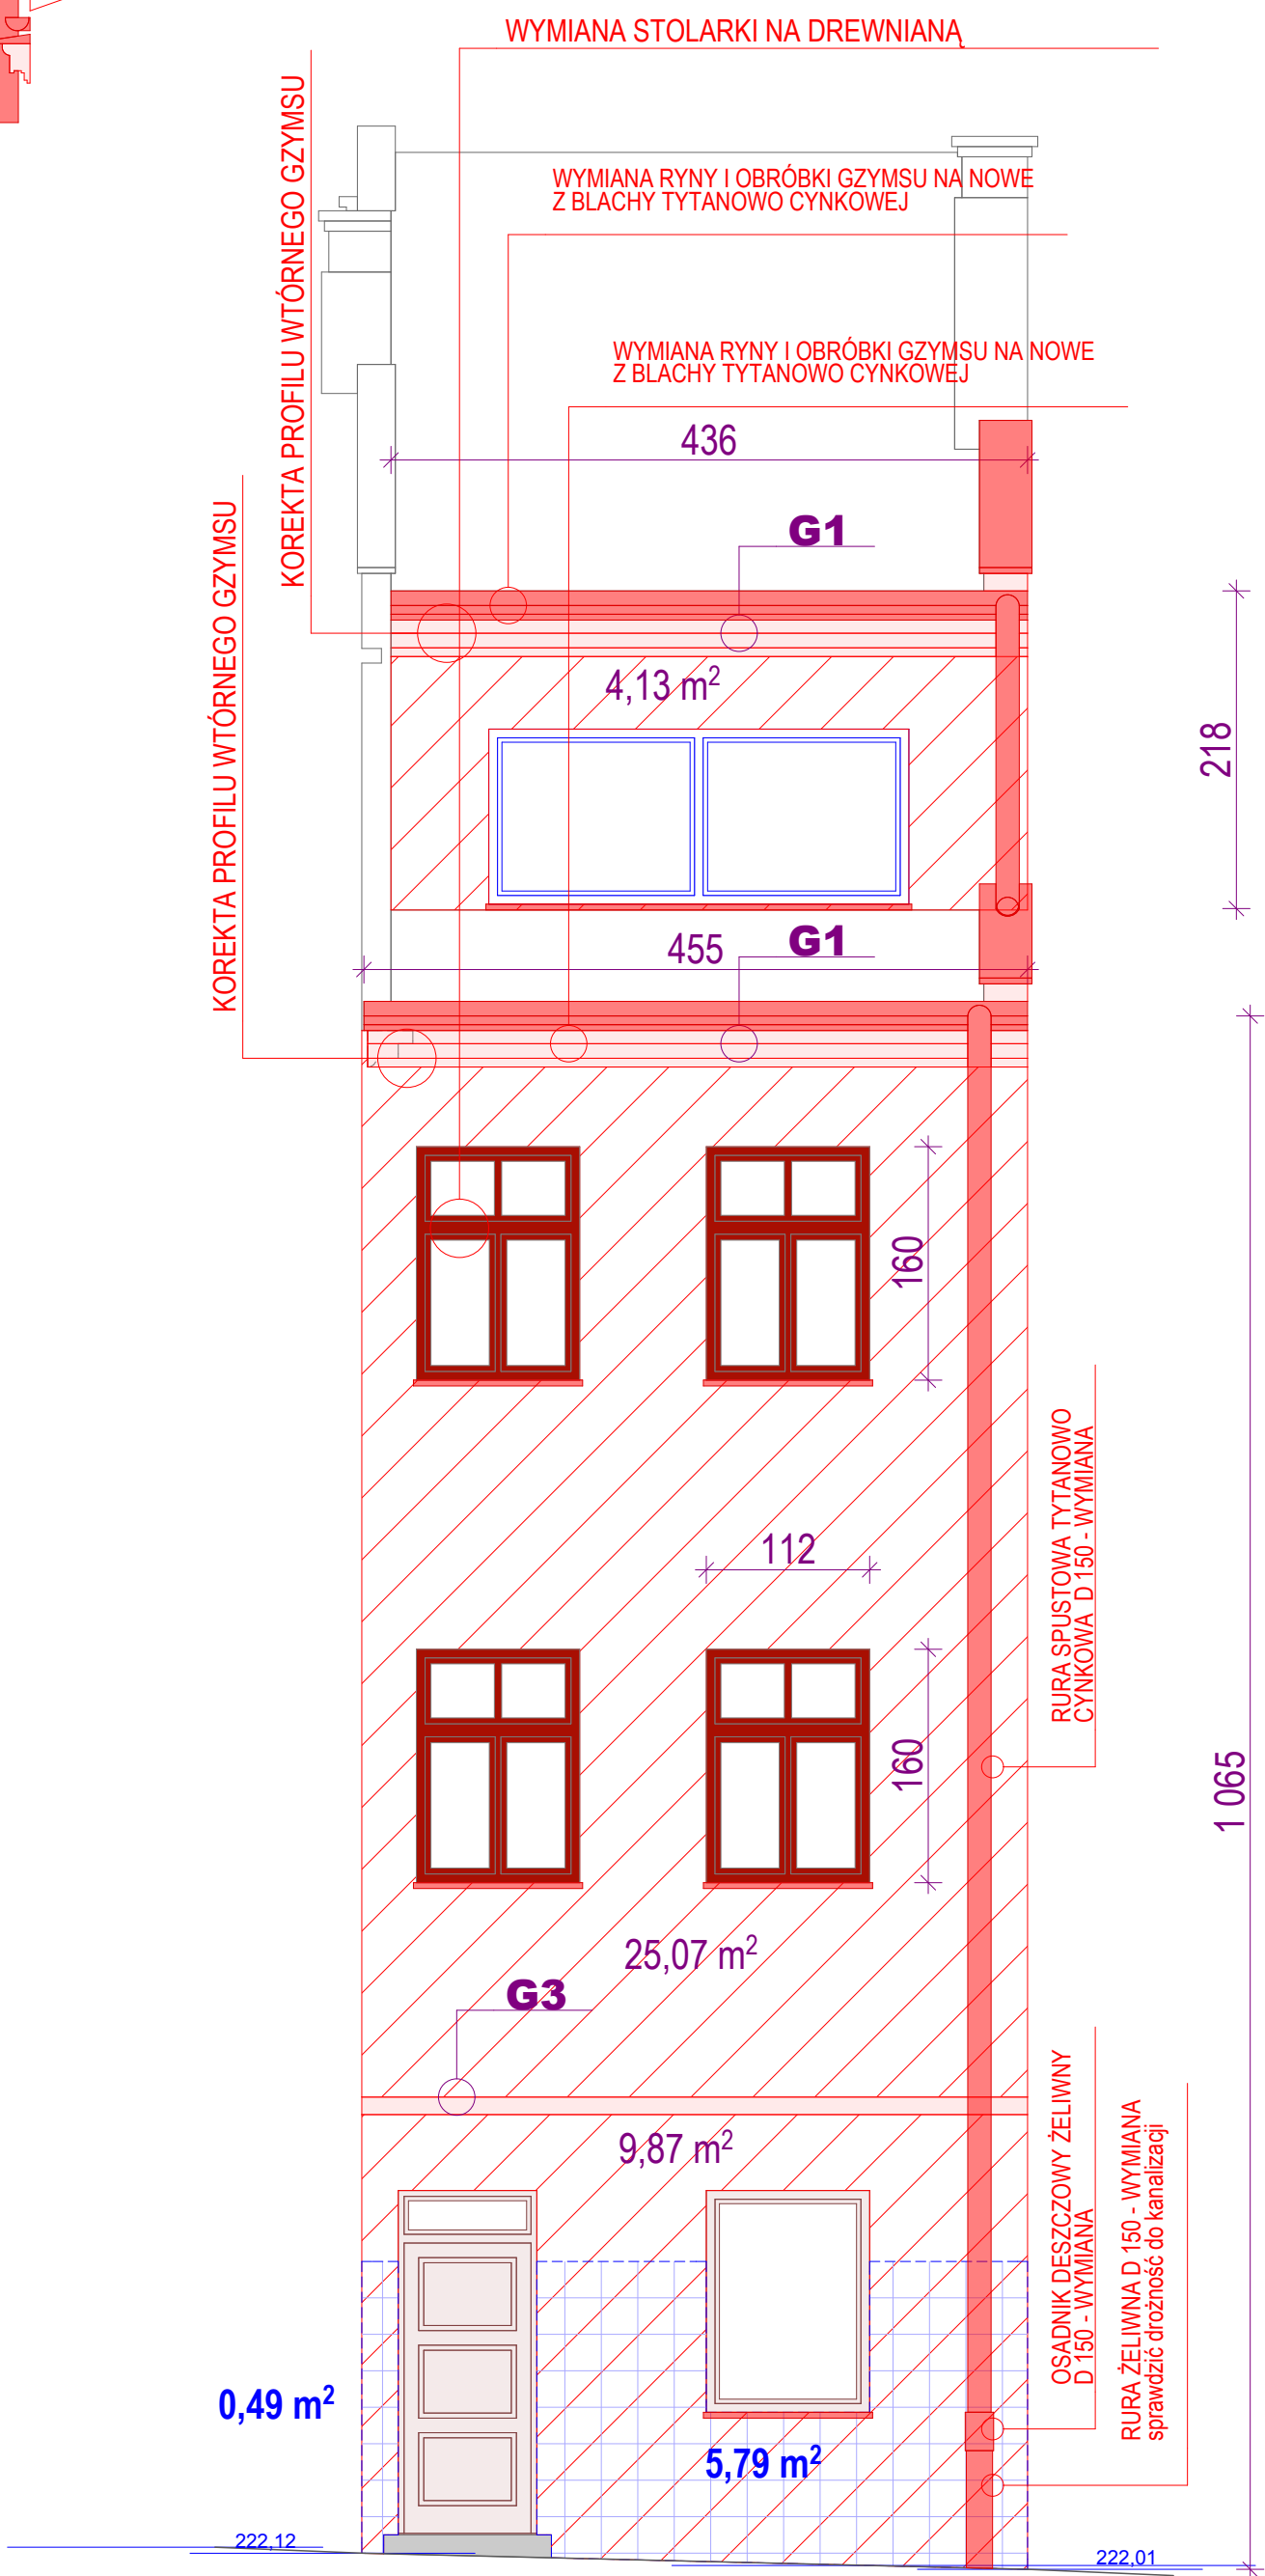 WYMIANA STOLARKI NA DREWNIANĄ
KOREKTA PROFILU WTÓRNEGO GZYMSU
WYMIANA RYNY I OBRÓBKI GZYMSU NA NOWE
Z BLACHY TYTANOWO CYNKOWEJ
WYMIANA RYNY I OBRÓBKI GZYMSU NA NOWE
Z BLACHY TYTANOWO CYNKOWEJ
436
KOREKTA PROFILU WTÓRNEGO GZYMSU
G1
4,13 m²
218
455
G1
160
RURA SPUSTOWA TYTANOWO
CYNKOWA D 150 - WYMIANA
112
160
1 065
25,07 m²
G3
9,87 m²
OSADNIK DESZCZOWY ŻELIWNY
D 150 - WYMIANA
RURA ŻELIWNA D 150 - WYMIANA
sprawdzić drożność do kanalizacji
0,49 m²
5,79 m²
222,12
222,01